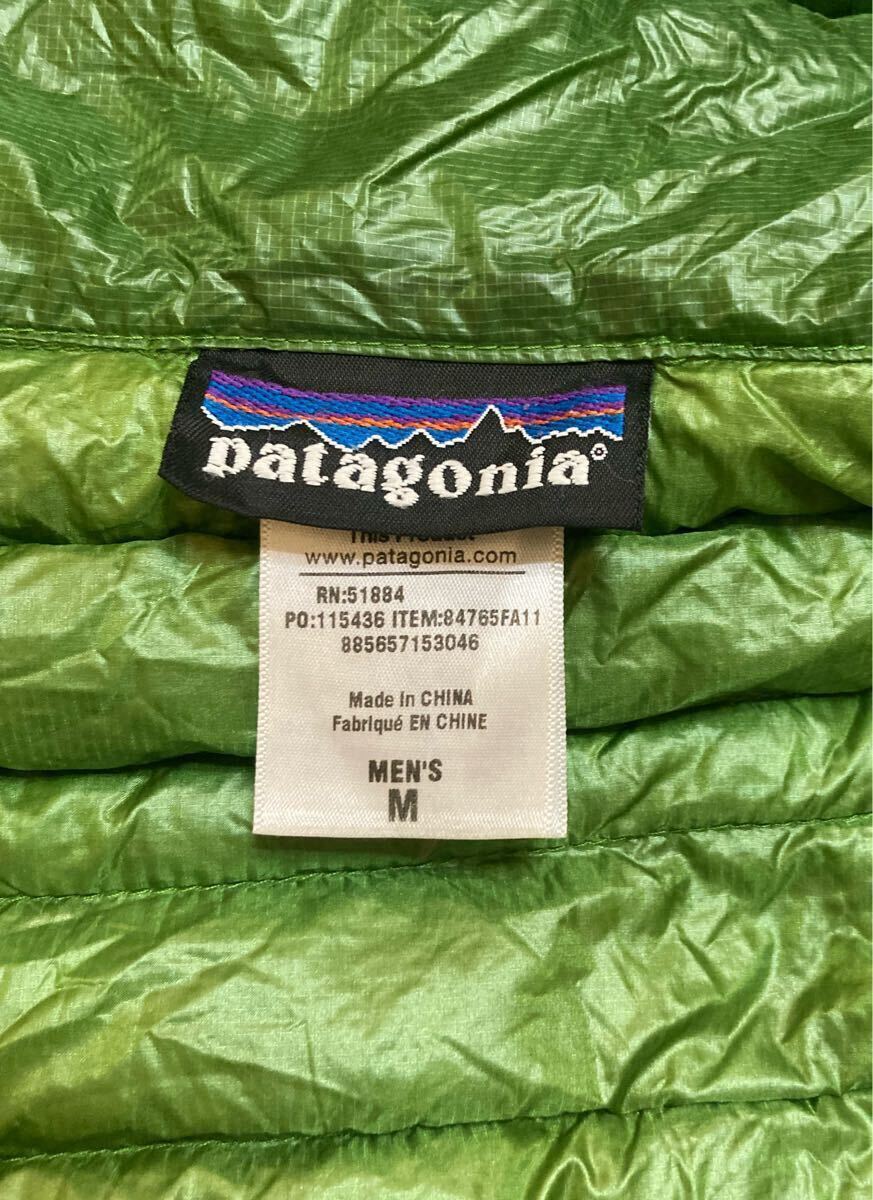 patagonia®
This Product
www.patagonia.com
RN:51884
PO:115436 ITEM:84765FA11
885657153046
Made in CHINA
Fabriqué EN CHINE
MEN'S
M